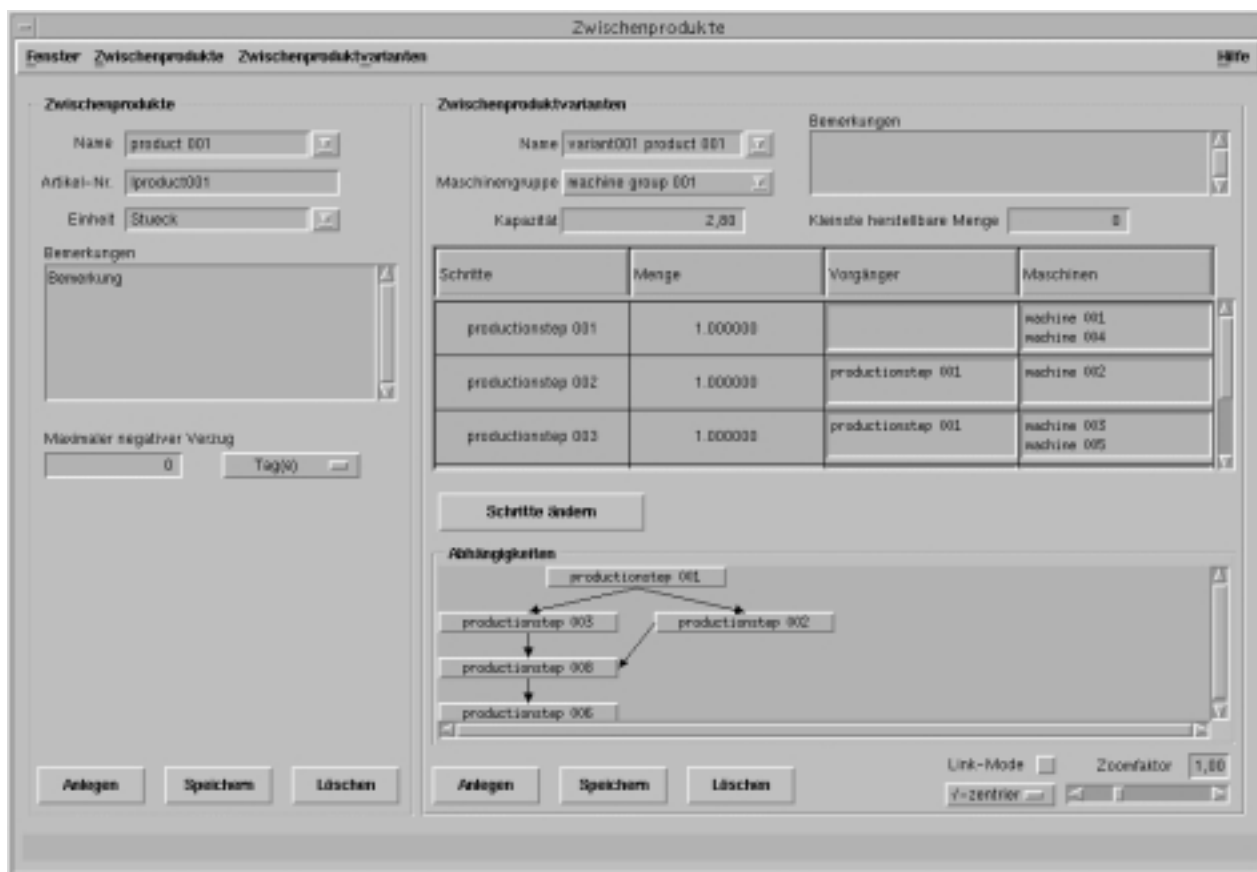 Zwischenprodukte
Fenster Zwischenprodukte Zwischenproduktvarianten Hilfe
Zwischenprodukte
Name product 001
Artikel-Nr. Iproduct001
Einheit Stueck
Bemerkungen
Bemerkung
Maximaler negativer Verzug
0 Tag(e)
Anlegen Speichern Löschen
Zwischenproduktvarianten
Name variant001 product 001
Bemerkungen
Maschinengruppe machine group 001
Kapazität 2,80
Kleinste herstellbare Menge 0
Schritte Menge Vorgänger Maschinen
productionstep 001 1.000000 machine 001
machine 004
productionstep 002 1.000000 productionstep 001 machine 002
productionstep 003 1.000000 productionstep 001 machine 003
machine 005
Schritte ändern
Abhängigkeiten
productionstep 001
productionstep 003 productionstep 002
productionstep 008
productionstep 006
Anlegen Speichern Löschen
Link-Mode Zoomfaktor 1,00